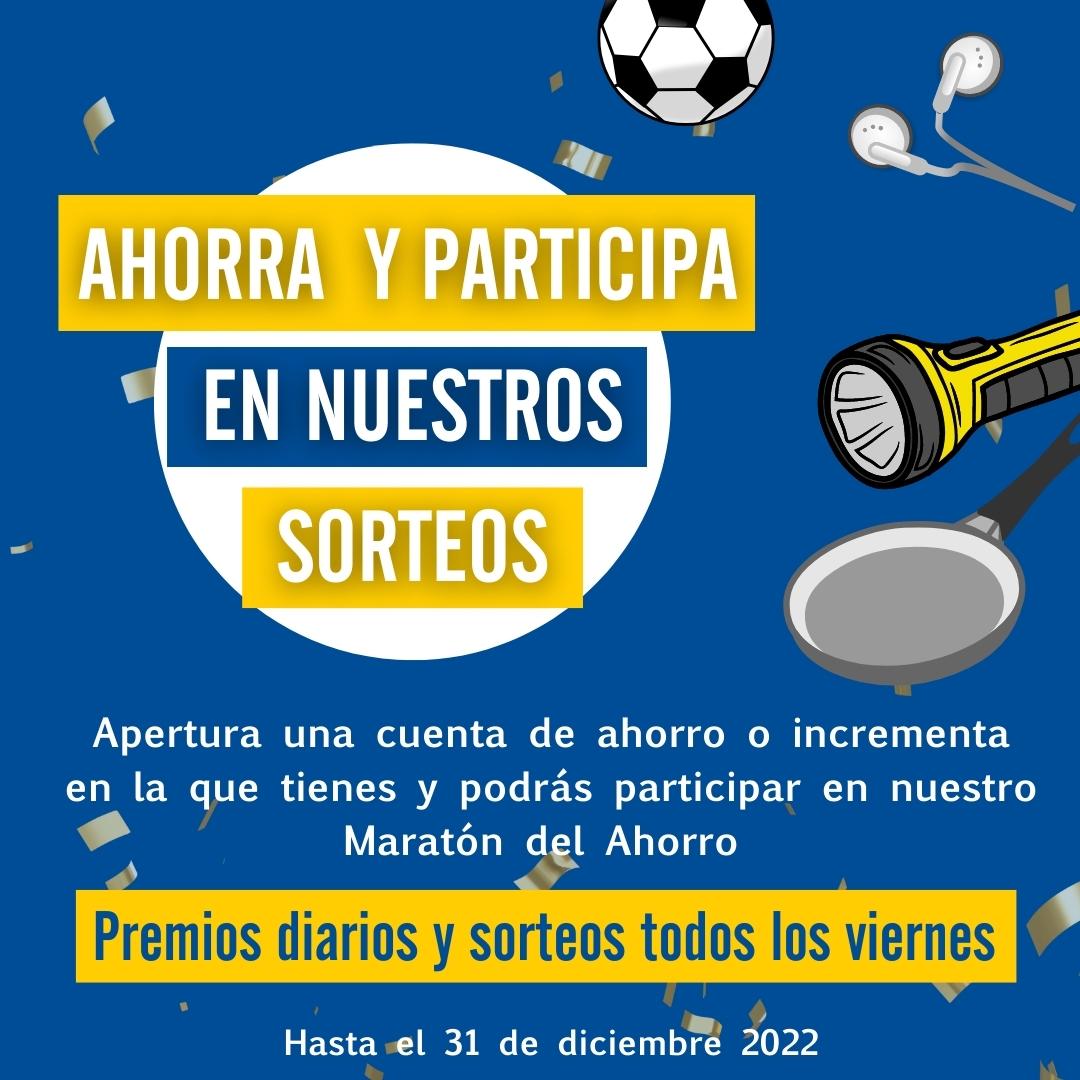 AHORRA Y PARTICIPA
EN NUESTROS
SORTEOS
Apertura una cuenta de ahorro o incrementa
en la que tienes y podrás participar en nuestro
Maratón del Ahorro
Premios diarios y sorteos todos los viernes
Hasta el 31 de diciembre 2022